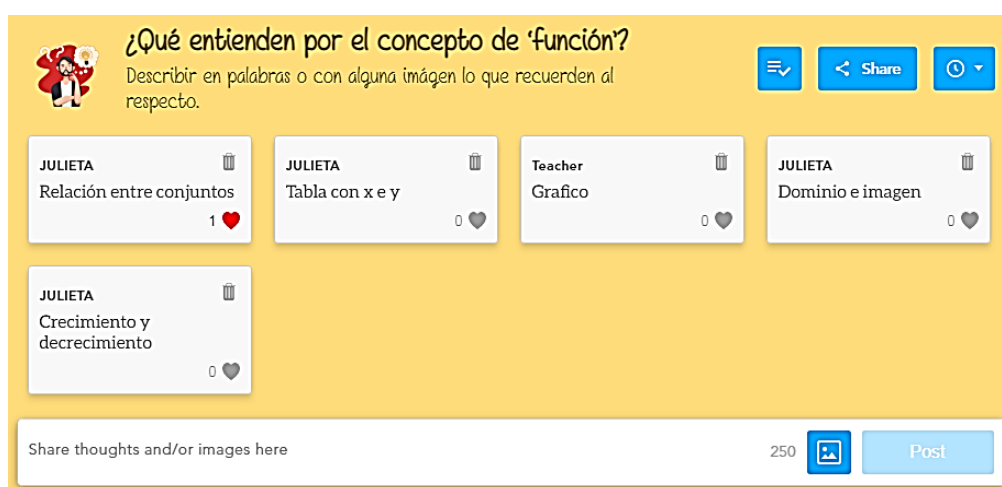 ¿Qué entienden por el concepto de 'función'?
Describir en palabras o con alguna imágen lo que recuerden al
respecto.
Share
JULIETA
Relación entre conjuntos
1
JULIETA
Tabla con x e y
0
Teacher
Grafico
0
JULIETA
Dominio e imagen
0
JULIETA
Crecimiento y
decrecimiento
0
Share thoughts and/or images here
250
Post